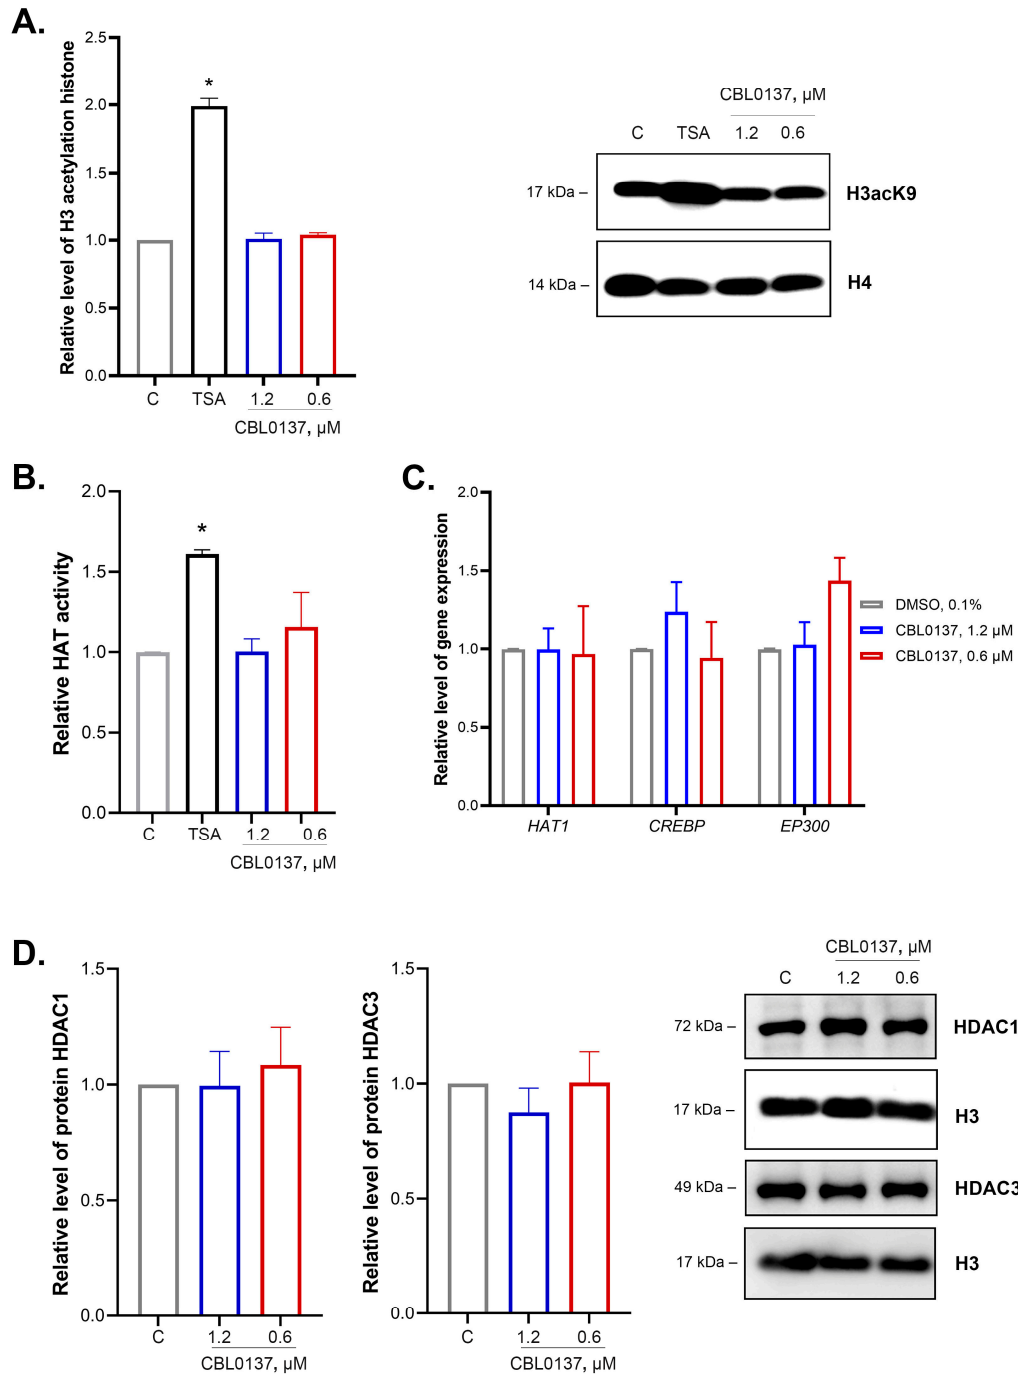 A.
Relative level of H3 acetylation histone
2.5
2.0
1.5
1.0
0.5
0.0
*
C TSA 1.2 0.6
CBL0137, µM
CBL0137, µM
C TSA 1.2 0.6
17 kDa –
H3acK9
14 kDa –
H4
B.
Relative HAT activity
2.0
1.5
1.0
0.5
0.0
*
C TSA 1.2 0.6
CBL0137, µM
C.
Relative level of gene expression
2.0
1.5
1.0
0.5
0.0
HAT1 CREBP EP300
DMSO, 0.1%
CBL0137, 1.2 µM
CBL0137, 0.6 µM
D.
Relative level of protein HDAC1
1.5
1.0
0.5
0.0
C 1.2 0.6
CBL0137, µM
Relative level of protein HDAC3
1.5
1.0
0.5
0.0
C 1.2 0.6
CBL0137, µM
CBL0137, µM
C 1.2 0.6
72 kDa –
HDAC1
17 kDa –
H3
49 kDa –
HDAC3
17 kDa –
H3